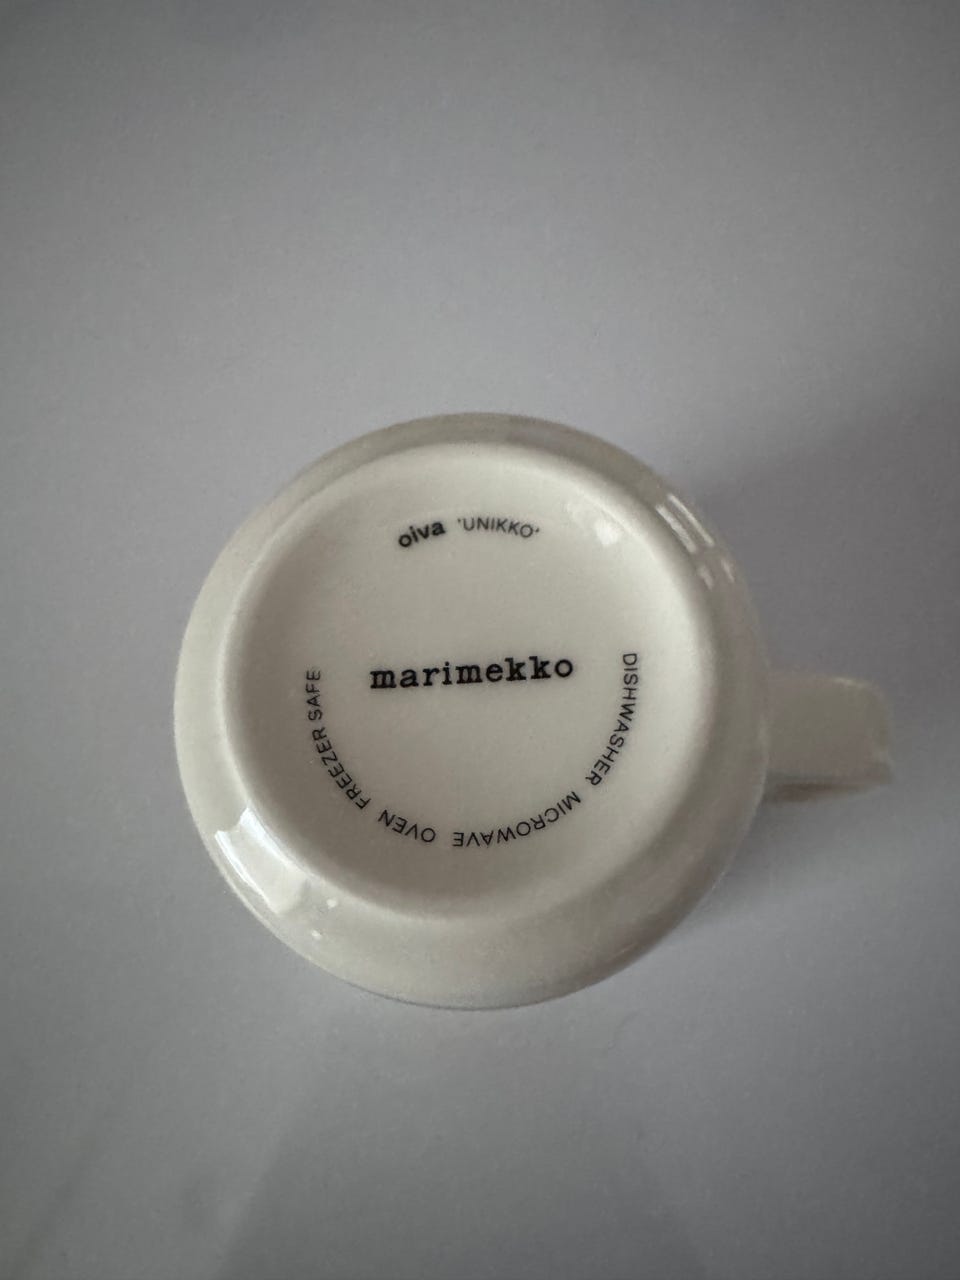 oiva 'UNIKKO'
marimekko
DISHWASHER MICROWAVE OVEN FREEZER SAFE